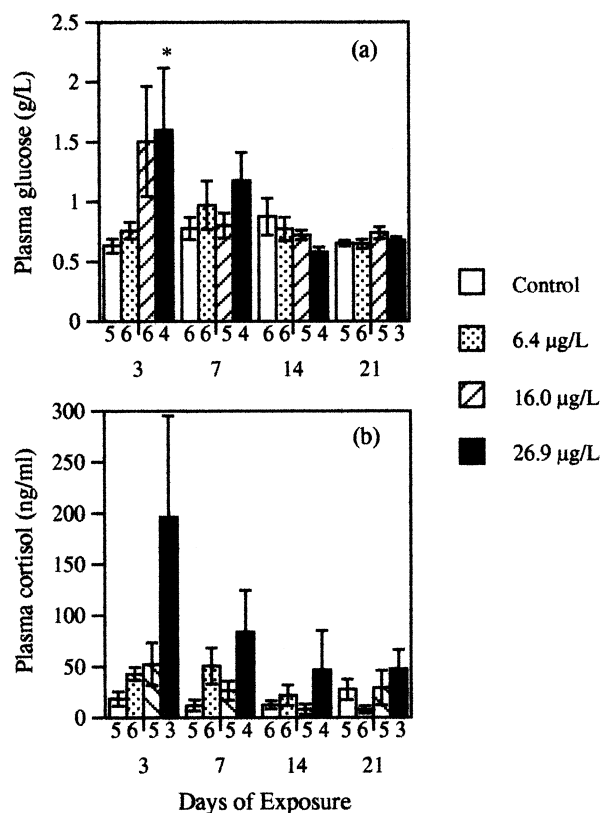 2.5
2
1.5
1
0.5
0
Plasma glucose (g/L)
(a)
*
5 6 6 4 6 6 5 4 6 6 5 4 5 6 5 3
3 7 14 21
Control
6.4 µg/L
16.0 µg/L
26.9 µg/L
300
250
200
150
100
50
0
Plasma cortisol (ng/ml)
(b)
5 6 5 3 5 6 5 4 6 6 5 4 5 6 5 3
3 7 14 21
Days of Exposure